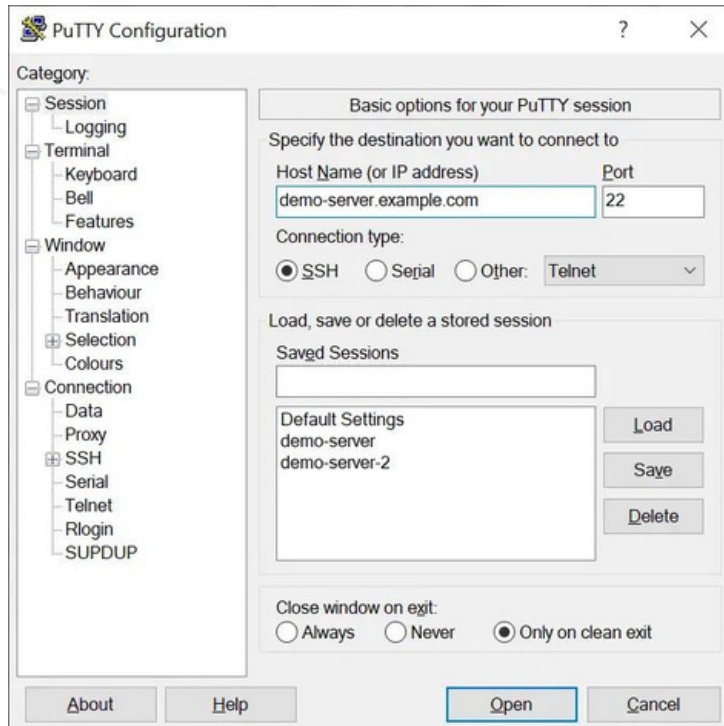 PuTTY Configuration
?
Category:
Session
Logging
Terminal
Keyboard
Bell
Features
Window
Appearance
Behaviour
Translation
Selection
Colours
Connection
Data
Proxy
SSH
Serial
Telnet
Rlogin
SUPDUP
Basic options for your PuTTY session
Specify the destination you want to connect to
Host Name (or IP address) Port
demo-server.example.com 22
Connection type:
SSH Serial Other: Telnet
Load, save or delete a stored session
Saved Sessions
Default Settings
demo-server
demo-server-2
Load
Save
Delete
Close window on exit:
Always Never Only on clean exit
About Help Open Cancel